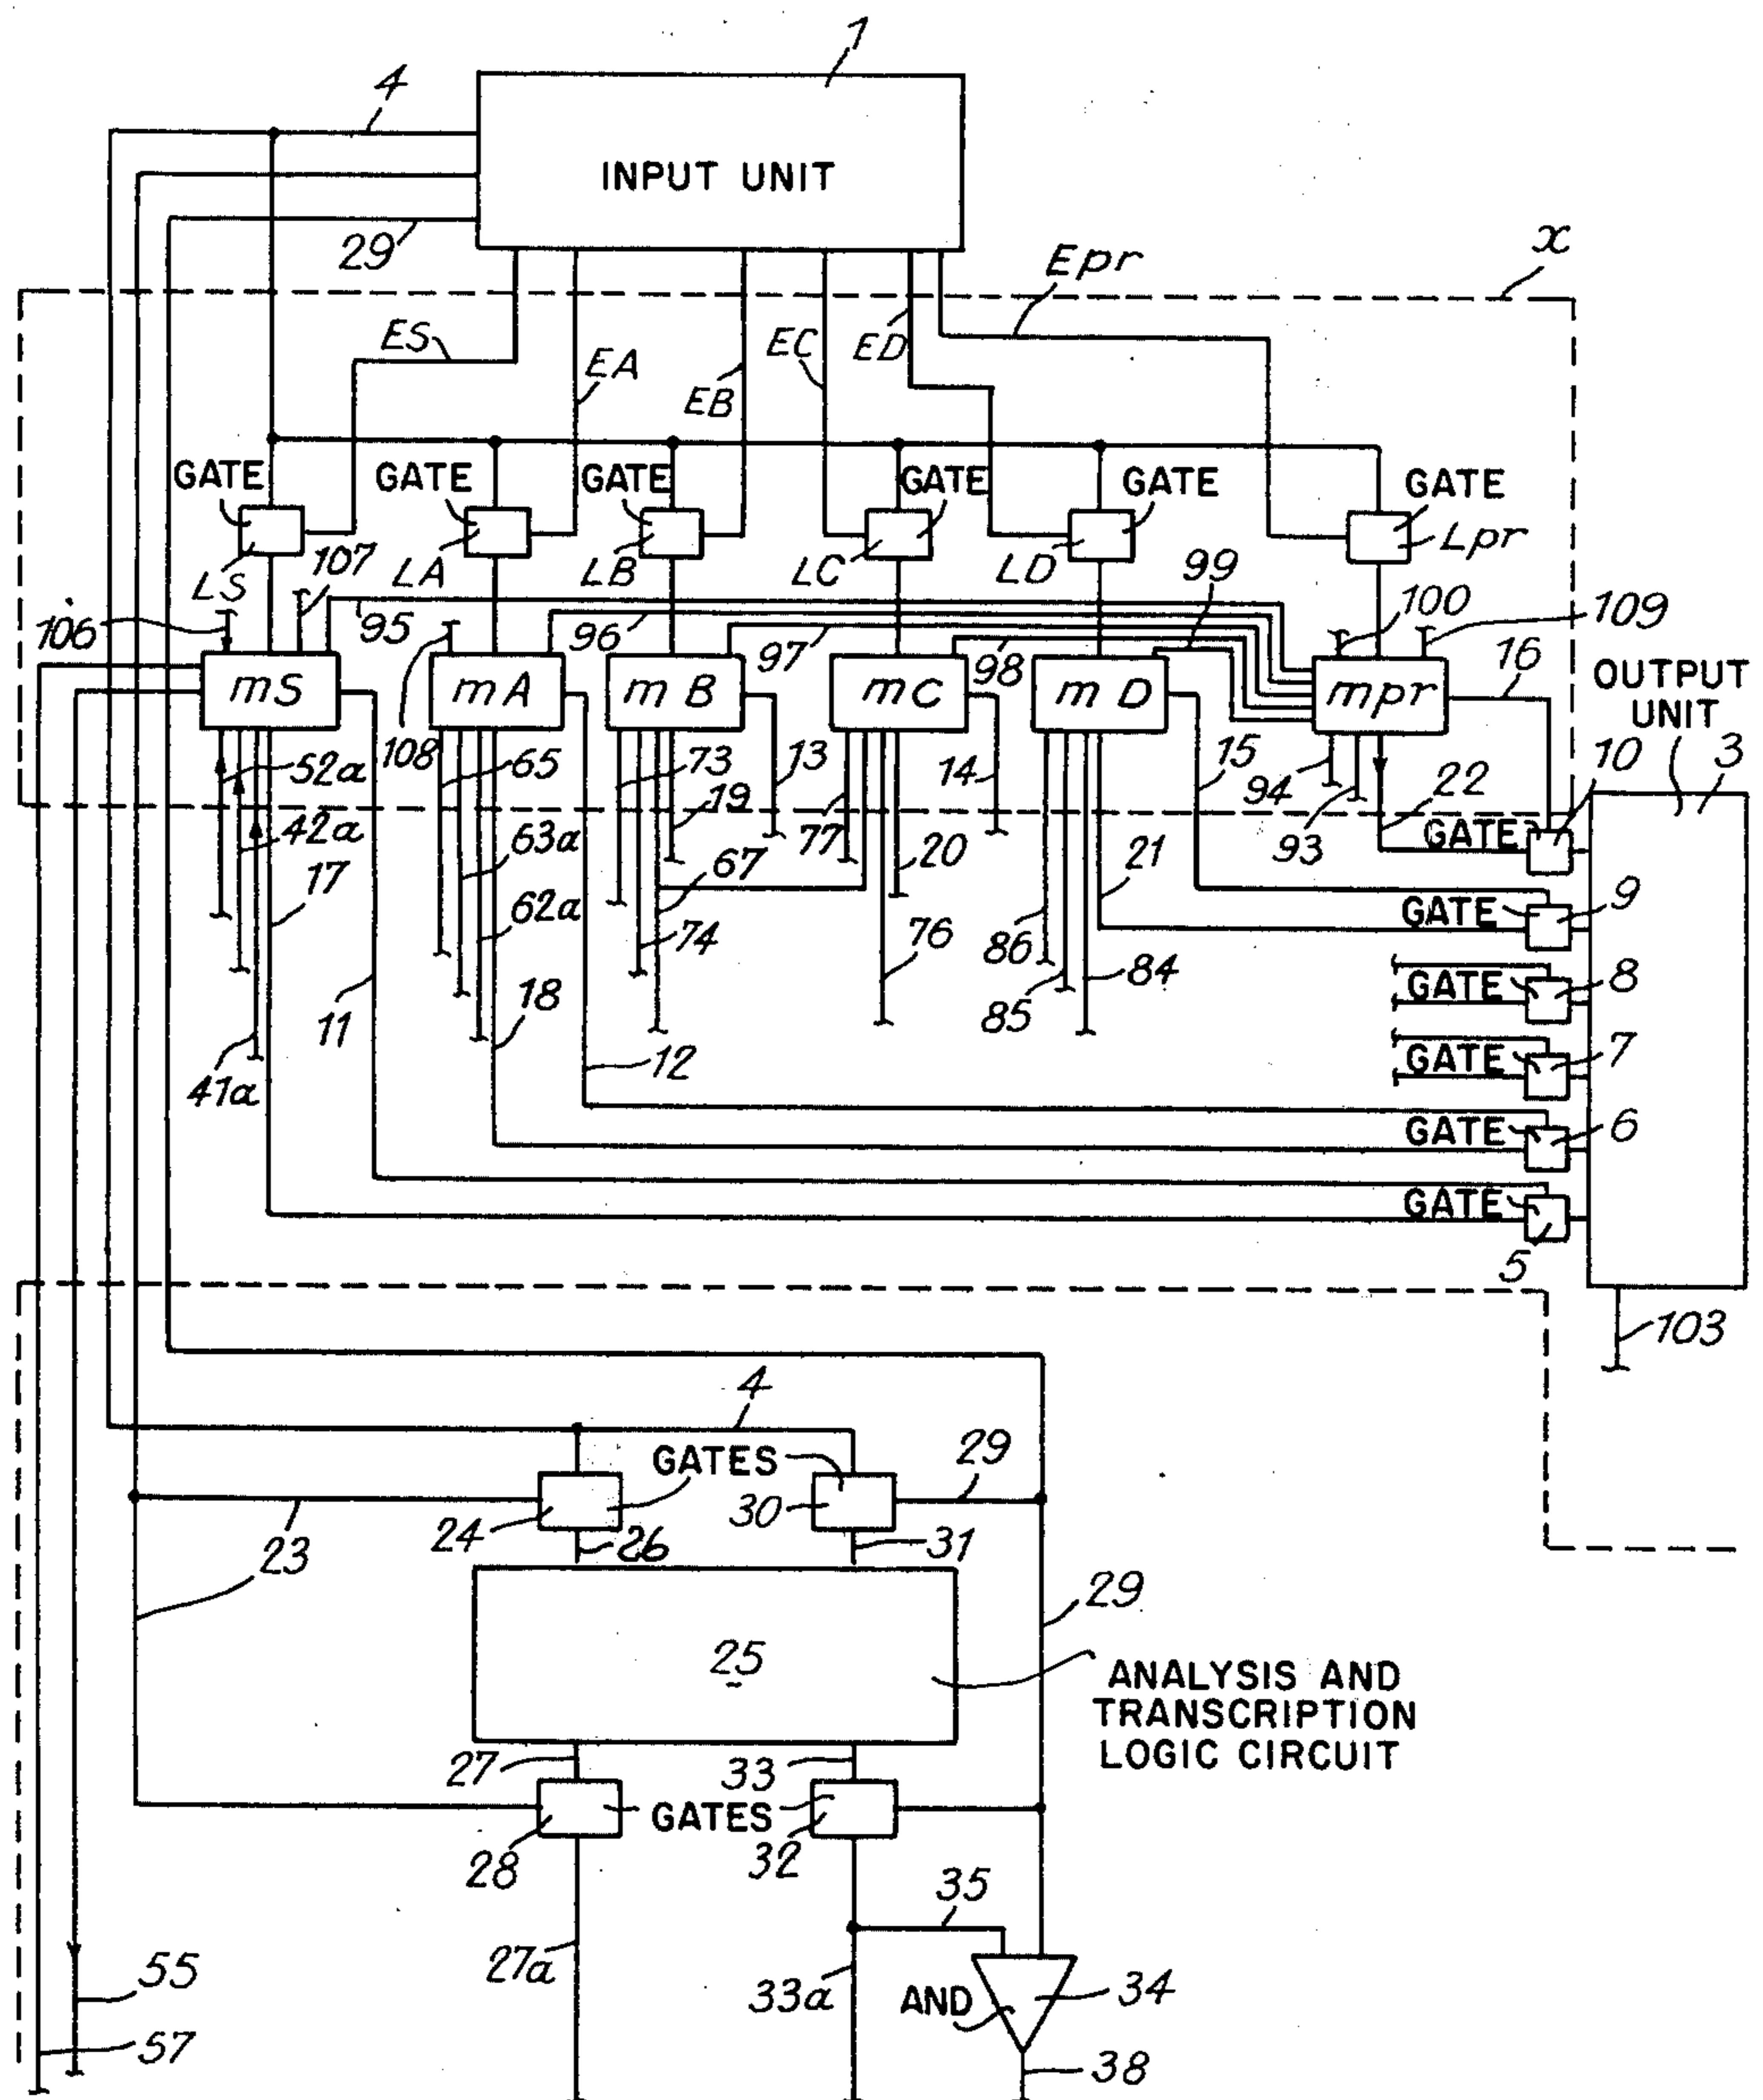 1
4
INPUT UNIT
29
x
Epr
ES
EA
EB
EC
ED
GATE
GATE
GATE
GATE
GATE
GATE
LS
107
LA
LB
LC
LD
99
Lpr
106
95
96
97
98
100
109
16
OUTPUT
UNIT
mS
mA
mB
mC
mD
mpr
108
52a
65
73
13
14
15
94
22
10
3
42a
63a
19
77
20
21
93
GATE
17
62a
67
9
GATE
74
76
86
84
8
GATE
11
18
85
7
41a
12
GATE
6
GATE
GATE
5
103
4
GATES
29
23
24
26
30
31
29
25
ANALYSIS AND
TRANSCRIPTION
LOGIC CIRCUIT
27
33
GATES
28
32
35
27a
33a
AND
34
55
57
38